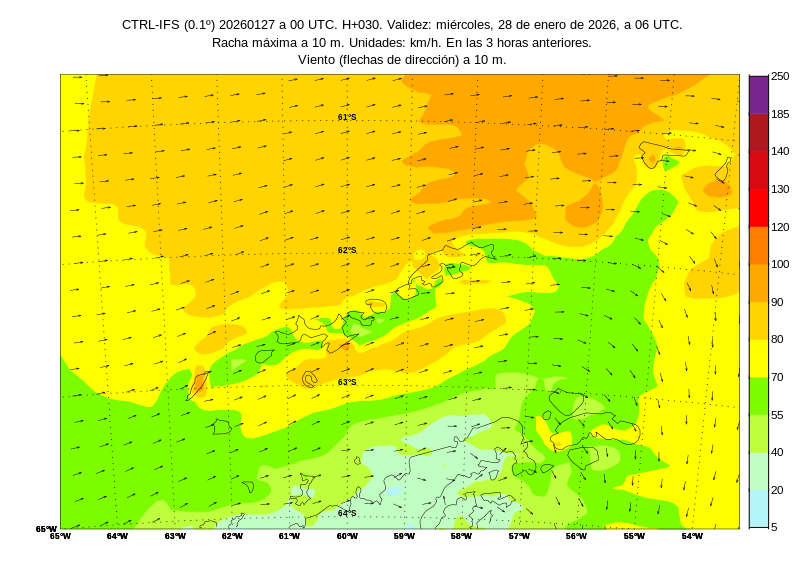 CTRL-IFS (0.1º) 20260127 a 00 UTC. H+030. Validez: miércoles, 28 de enero de 2026, a 06 UTC.
Racha máxima a 10 m. Unidades: km/h. En las 3 horas anteriores.
Viento (flechas de dirección) a 10 m.
61°S
62°S
63°S
64°S
65°W
65°W 64°W 63°W 62°W 61°W 60°W 59°W 58°W 57°W 56°W 55°W 54°W
250
185
140
130
120
100
90
80
70
55
40
20
5